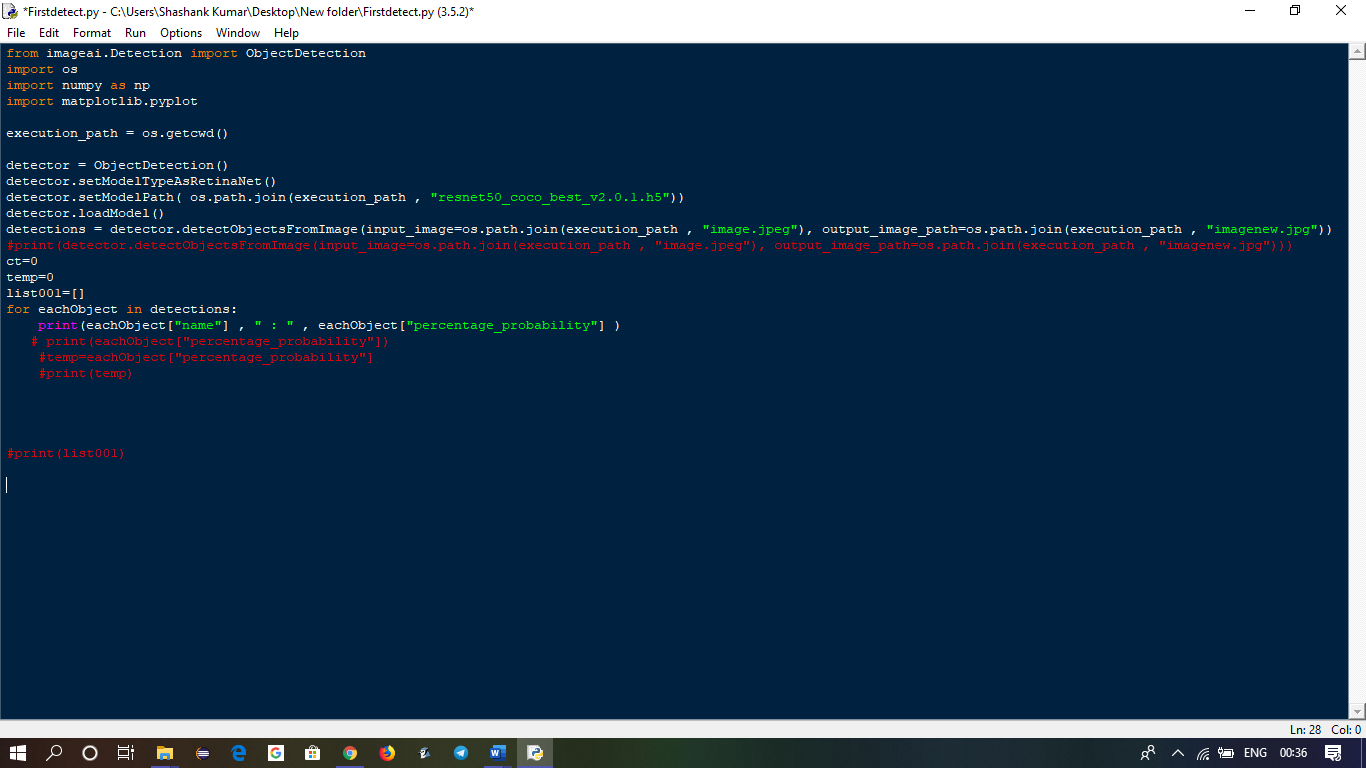 *Firstdetect.py - C:\Users\Shashank Kumar\Desktop\New folder\Firstdetect.py (3.5.2)*
File Edit Format Run Options Window Help
from imageai.Detection import ObjectDetection
import os
import numpy as np
import matplotlib.pyplot
execution_path = os.getcwd()
detector = ObjectDetection()
detector.setModelTypeAsRetinaNet()
detector.setModelPath( os.path.join(execution_path , "resnet50_coco_best_v2.0.1.h5"))
detector.loadModel()
detections = detector.detectObjectsFromImage(input_image=os.path.join(execution_path , "image.jpeg"), output_image_path=os.path.join(execution_path , "imagenew.jpg"))
#print(detector.detectObjectsFromImage(input_image=os.path.join(execution_path , "image.jpeg"), output_image_path=os.path.join(execution_path , "imagenew.jpg")))
ct=0
temp=0
list001=[]
for eachObject in detections:
    print(eachObject["name"] , " : " , eachObject["percentage_probability"] )
   # print(eachObject["percentage_probability"])
    #temp=eachObject["percentage_probability"]
    #print(temp)
#print(list001)
Ln: 28 Col: 0
ENG 00:36